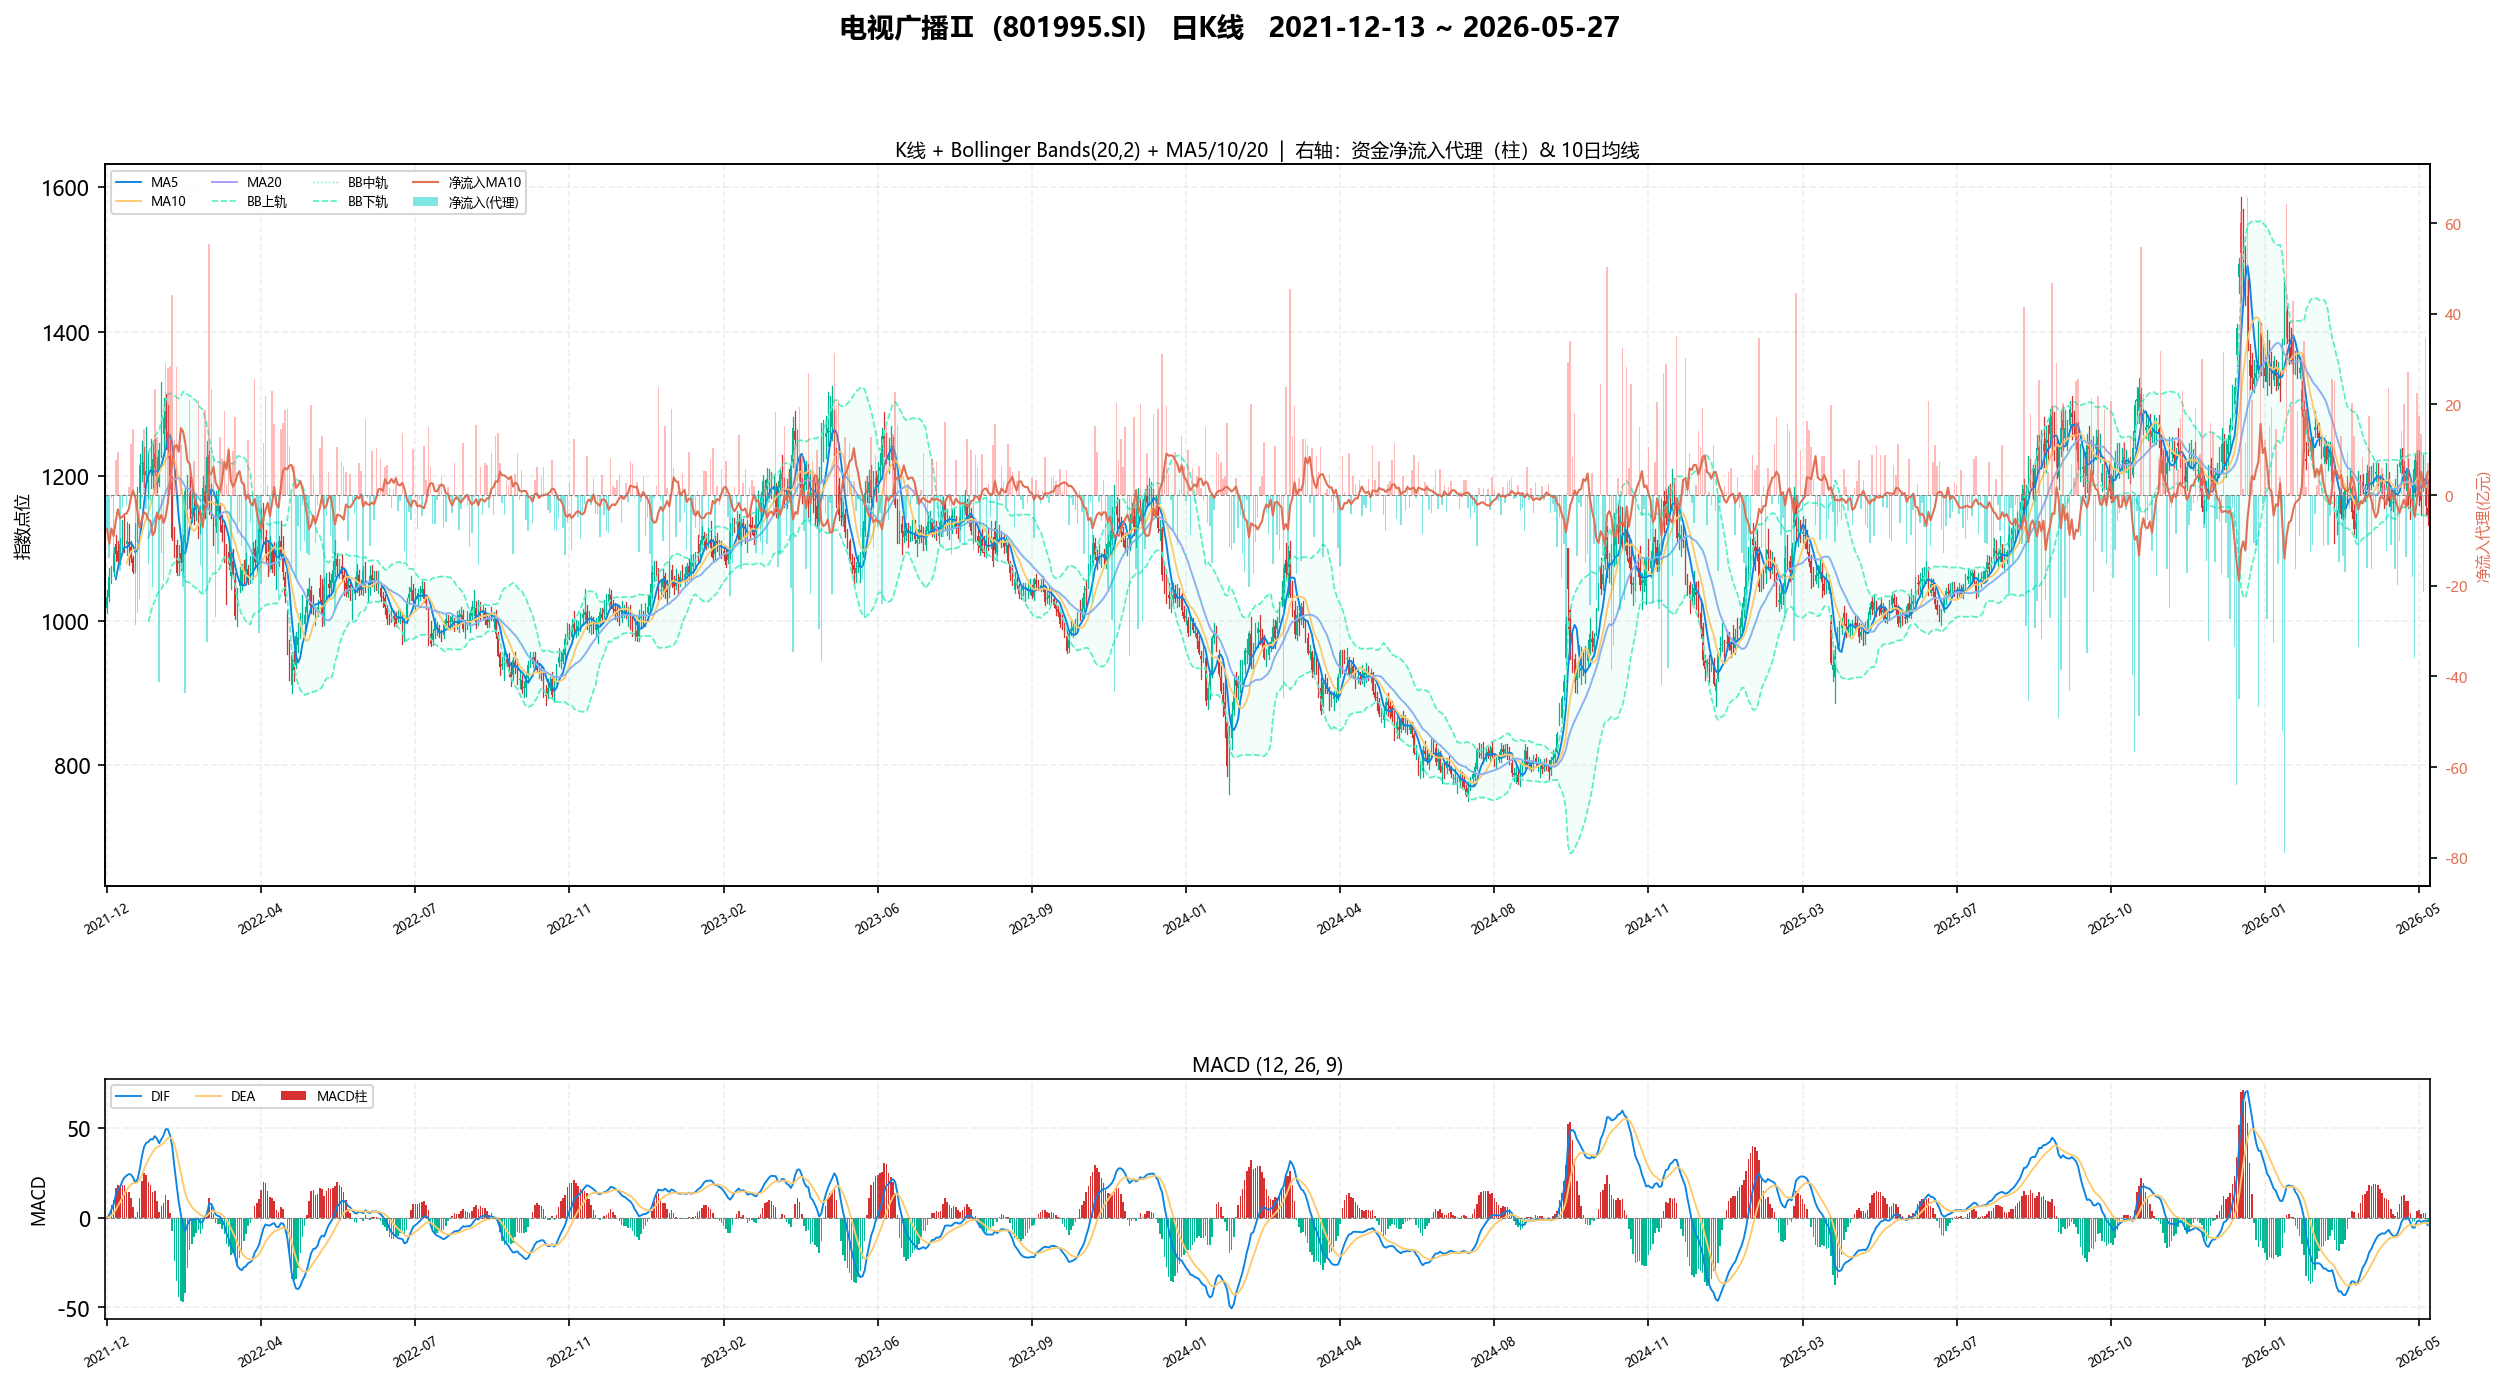 电视广播Ⅱ (801995.SI) 日K线 2021-12-13 ~ 2026-05-27
K线 + Bollinger Bands(20,2) + MA5/10/20 | 右轴：资金净流入代理（柱）& 10日均线
MA5 MA20 BB中轨 净流入MA10
MA10 BB上轨 BB下轨 净流入(代理)
指数点位
1600
1400
1200
1000
800
60
40
20
0
-20
-40
-60
-80
净流入代理(亿元)
2021-12 2022-04 2022-07 2022-11 2023-02 2023-06 2023-09 2024-01 2024-04 2024-08 2024-11 2025-03 2025-07 2025-10 2026-01 2026-05
MACD (12, 26, 9)
DIF DEA MACD柱
MACD
50
0
-50
2021-12 2022-04 2022-07 2022-11 2023-02 2023-06 2023-09 2024-01 2024-04 2024-08 2024-11 2025-03 2025-07 2025-10 2026-01 2026-05